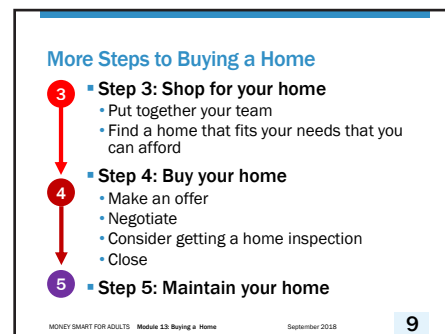 More Steps to Buying a Home
3
▪ Step 3: Shop for your home
• Put together your team
• Find a home that fits your needs that you
can afford
4
▪ Step 4: Buy your home
• Make an offer
• Negotiate
• Consider getting a home inspection
• Close
5
▪ Step 5: Maintain your home
MONEY SMART FOR ADULTS Module 13: Buying a Home September 2018 9